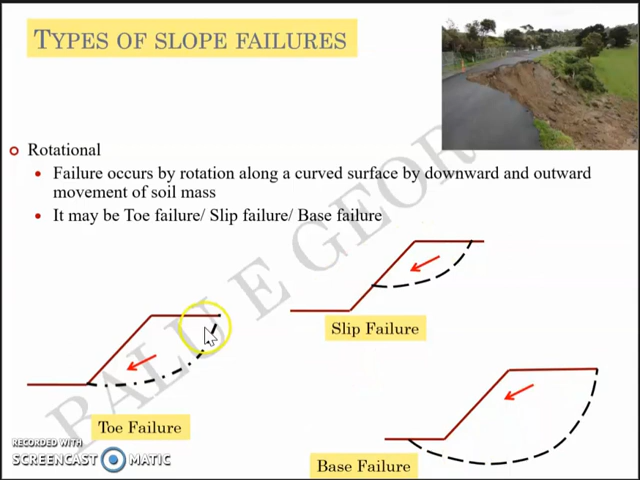 TYPES OF SLOPE FAILURES
Rotational
Failure occurs by rotation along a curved surface by downward and outward
movement of soil mass
It may be Toe failure/ Slip failure/ Base failure
Slip Failure
Toe Failure
Base Failure
BALU E GEOR
RECORDED WITH
SCREENCAST MATIC